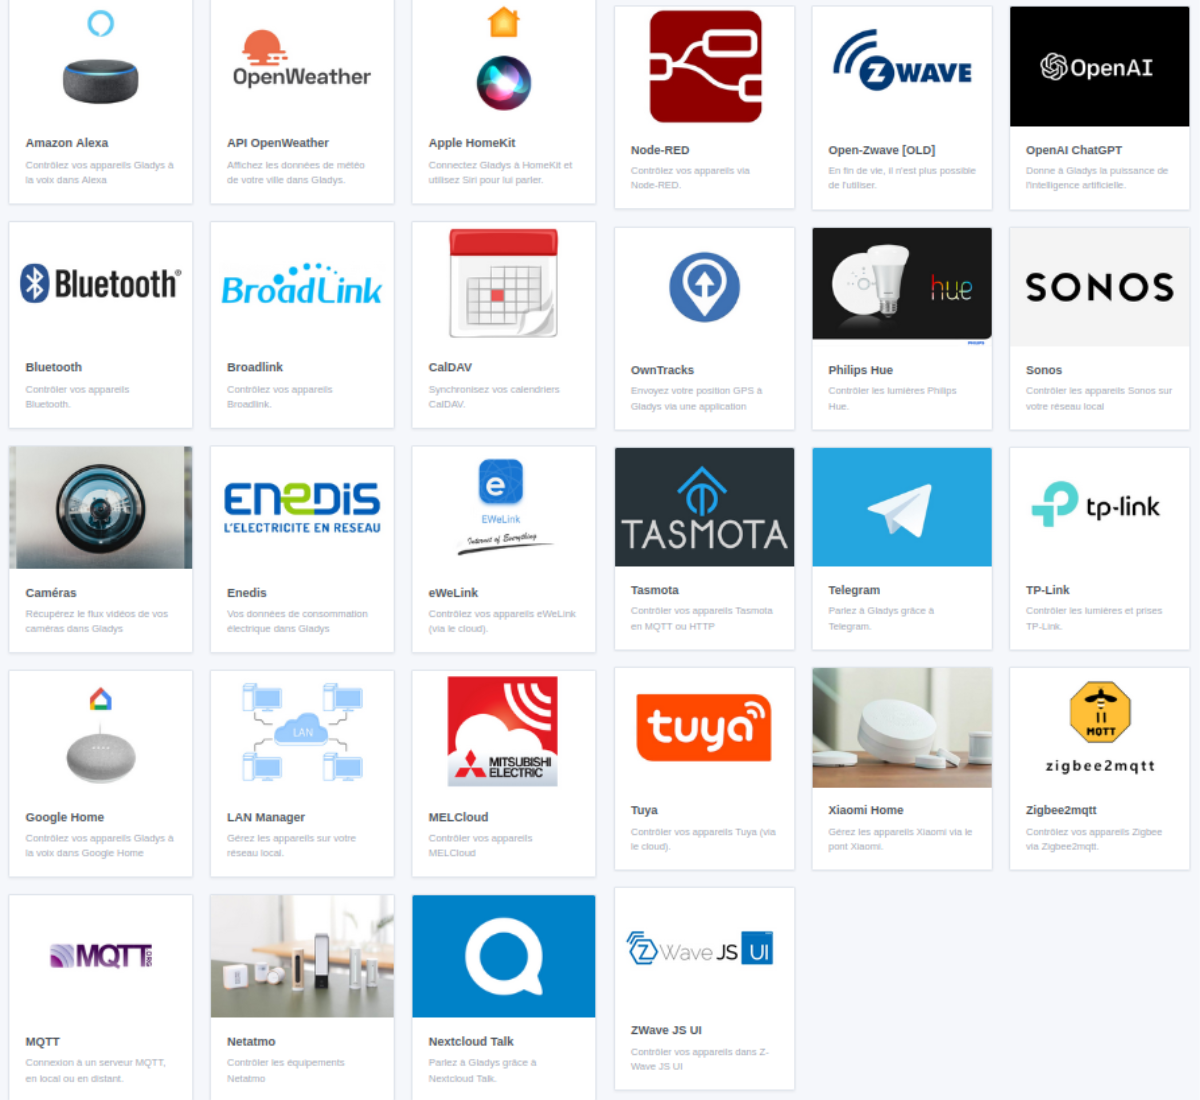 OpenWeather
Amazon Alexa
Contrôlez vos appareils Gladys à
la voix dans Alexa
API OpenWeather
Affichez les données de météo
de votre ville dans Gladys.
Apple HomeKit
Connectez Gladys à HomeKit et
utilisez Siri pour lui parler.
Bluetooth®
Bluetooth
Contrôler vos appareils
Bluetooth.
BroadLink
Broadlink
Contrôlez vos appareils
Broadlink.
CalDAV
Synchronisez vos calendriers
CalDAV.
Caméras
Récupérez le flux vidéos de vos
caméras dans Gladys
ENEDIS
L'ELECTRICITE EN RESEAU
Enedis
Vos données de consommation
électrique dans Gladys
e
EWeLink
Internet of Everything
eWeLink
Contrôlez vos appareils eWeLink
(via le cloud).
Google Home
Contrôlez vos appareils Gladys à
la voix dans Google Home
LAN
LAN Manager
Gérez les appareils sur votre
réseau local.
MITSUBISHI
ELECTRIC
MELCloud
Contrôler vos appareils
MELCloud
MQTT.ORG
MQTT
Connexion à un serveur MQTT,
en local ou en distant.
Netatmo
Contrôler les équipements
Netatmo
Nextcloud Talk
Parlez à Gladys grâce à
Nextcloud Talk.
Node-RED
Contrôlez vos appareils via
Node-RED.
Z WAVE
Open-Zwave [OLD]
En fin de vie, il n'est plus possible
de l'utiliser.
OpenAI
OpenAI ChatGPT
Donne à Gladys la puissance de
l'intelligence artificielle.
OwnTracks
Envoyez votre position GPS à
Gladys via une application
hue
PHILIPS
Philips Hue
Contrôler les lumières Philips
Hue.
SONOS
Sonos
Contrôler les appareils Sonos sur
votre réseau local
TASMOTA
Tasmota
Contrôler vos appareils Tasmota
en MQTT ou HTTP
Telegram
Parlez à Gladys grâce à
Telegram.
tp-link
TP-Link
Contrôler les lumières et prises
TP-Link.
tuya
Tuya
Contrôler vos appareils Tuya (via
le cloud).
Xiaomi Home
Gérez les appareils Xiaomi via le
pont Xiaomi.
MQTT
zigbee2mqtt
Zigbee2mqtt
Contrôlez vos appareils Zigbee
via Zigbee2mqtt.
Z Wave JS UI
ZWave JS UI
Contrôler vos appareils dans Z-
Wave JS UI